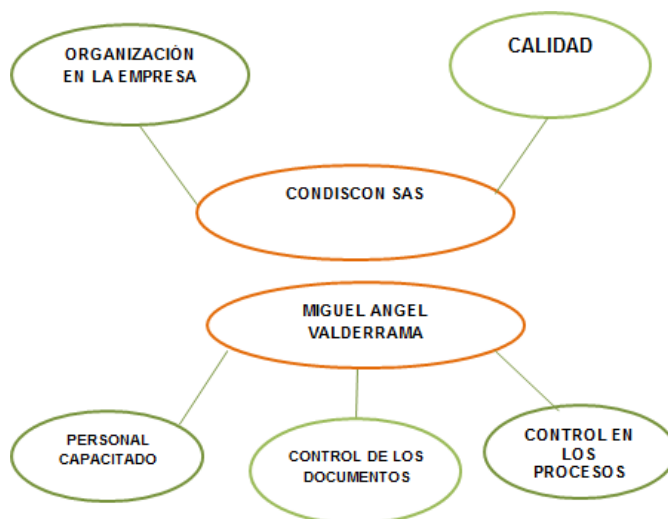 ORGANIZACIÓN
EN LA EMPRESA
CALIDAD
CONDISCON SAS
MIGUEL ANGEL
VALDERRAMA
PERSONAL
CAPACITADO
CONTROL DE LOS
DOCUMENTOS
CONTROL EN
LOS
PROCESOS